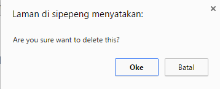 Laman di sipepeng menyatakan:
Are you sure want to delete this?
Oke
Batal